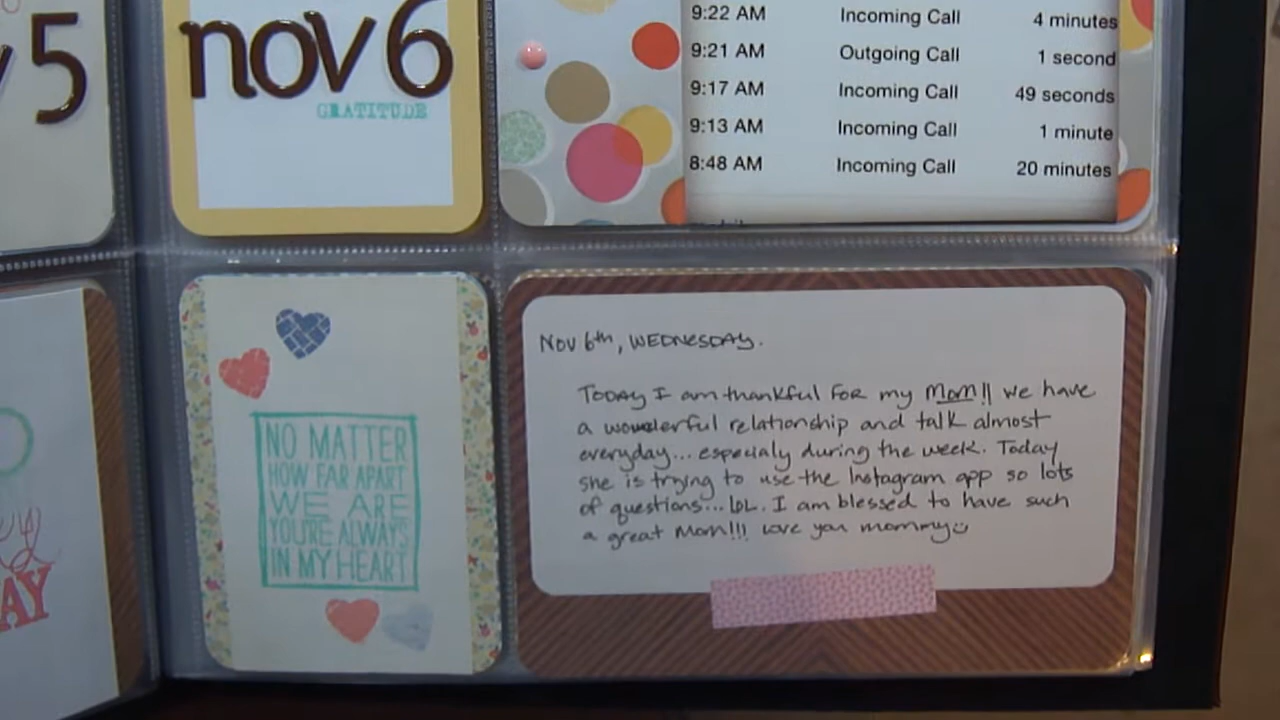 5
nov 6
GRATITUDE
9:22 AM Incoming Call 4 minutes
9:21 AM Outgoing Call 1 second
9:17 AM Incoming Call 49 seconds
9:13 AM Incoming Call 1 minute
8:48 AM Incoming Call 20 minutes
AY
NO MATTER
HOW FAR APART
WE ARE
YOU'RE ALWAYS
IN MY HEART
Nov 6th, WEDNESDAY.
Today I am thankful for my Mom!! we have
a wonderful relationship and talk almost
everyday... especialy during the week. Today
she is trying to use the Instagram app so lots
of questions... LOL. I am blessed to have such
a great Mom!!! Love you mommy☺